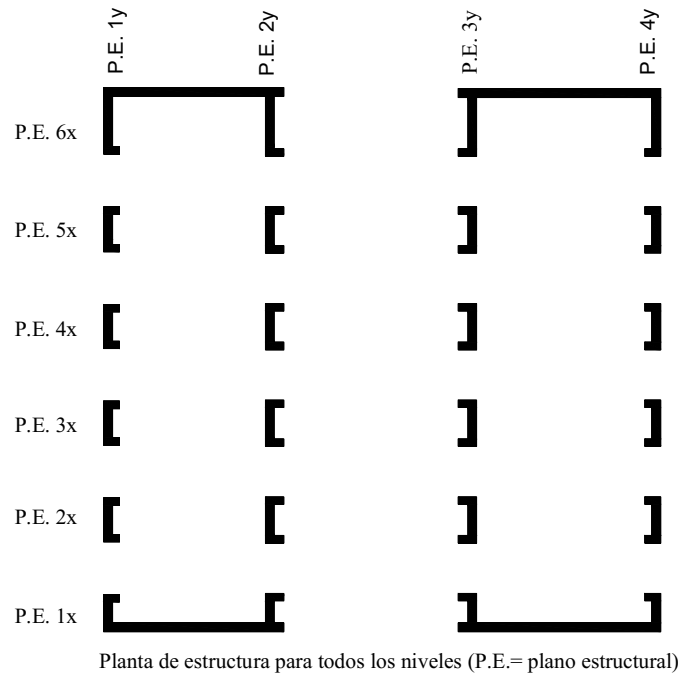 P.E. 1y
P.E. 2y
P.E. 3y
P.E. 4y
P.E. 6x
P.E. 5x
P.E. 4x
P.E. 3x
P.E. 2x
P.E. 1x
Planta de estructura para todos los niveles (P.E.= plano estructural)